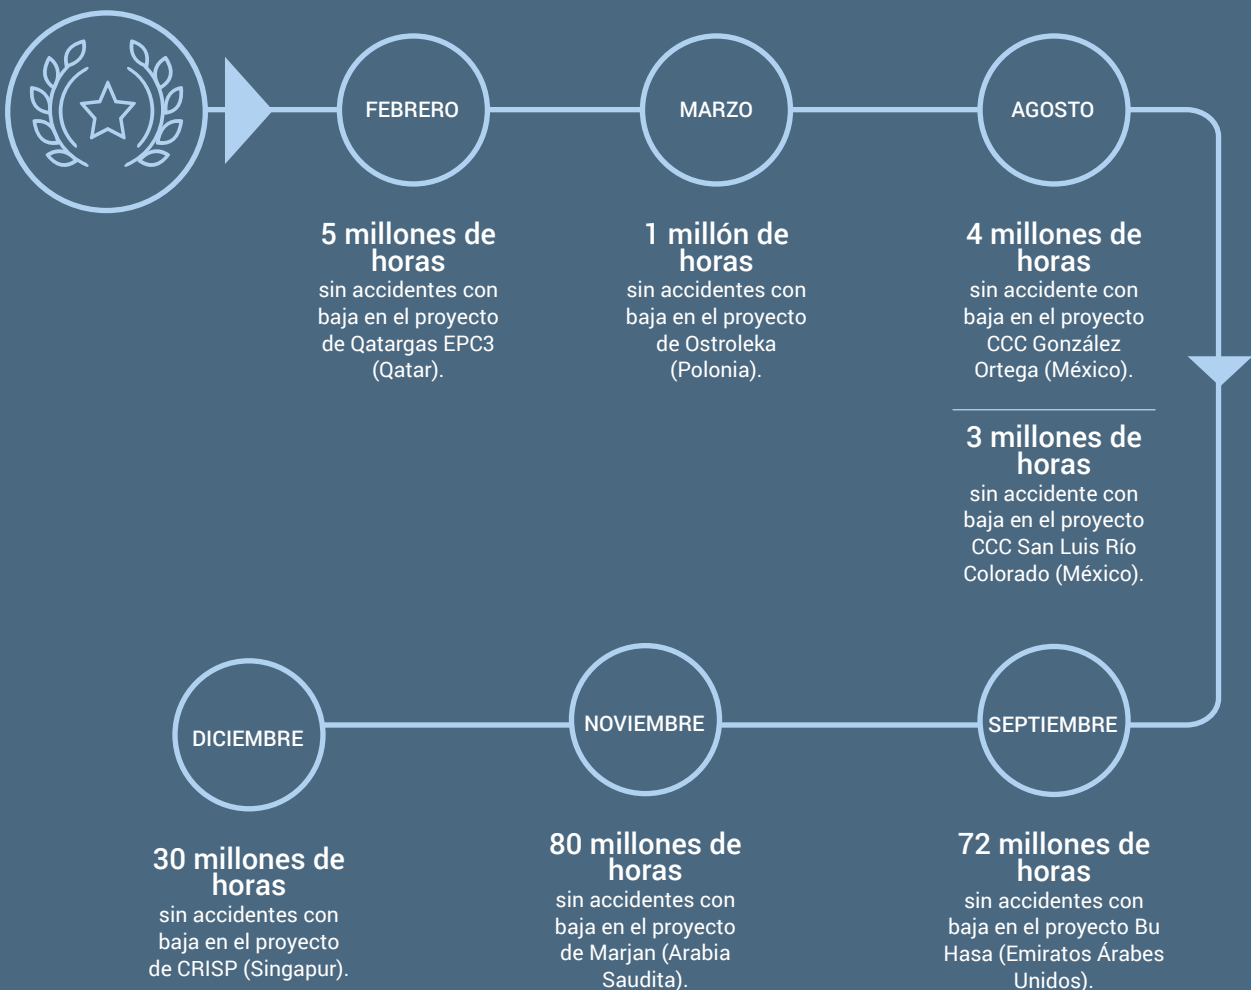 FEBRERO
5 millones de
horas
sin accidentes con
baja en el proyecto
de Qatargas EPC3
(Qatar).
MARZO
1 millón de
horas
sin accidentes con
baja en el proyecto
de Ostroleka
(Polonia).
AGOSTO
4 millones de
horas
sin accidente con
baja en el proyecto
CCC González
Ortega (México).
3 millones de
horas
sin accidente con
baja en el proyecto
CCC San Luis Río
Colorado (México).
SEPTIEMBRE
72 millones de
horas
sin accidentes con
baja en el proyecto Bu
Hasa (Emiratos Árabes
Unidos).
NOVIEMBRE
80 millones de
horas
sin accidentes con
baja en el proyecto
de Marjan (Arabia
Saudita).
DICIEMBRE
30 millones de
horas
sin accidentes con
baja en el proyecto
de CRISP (Singapur).